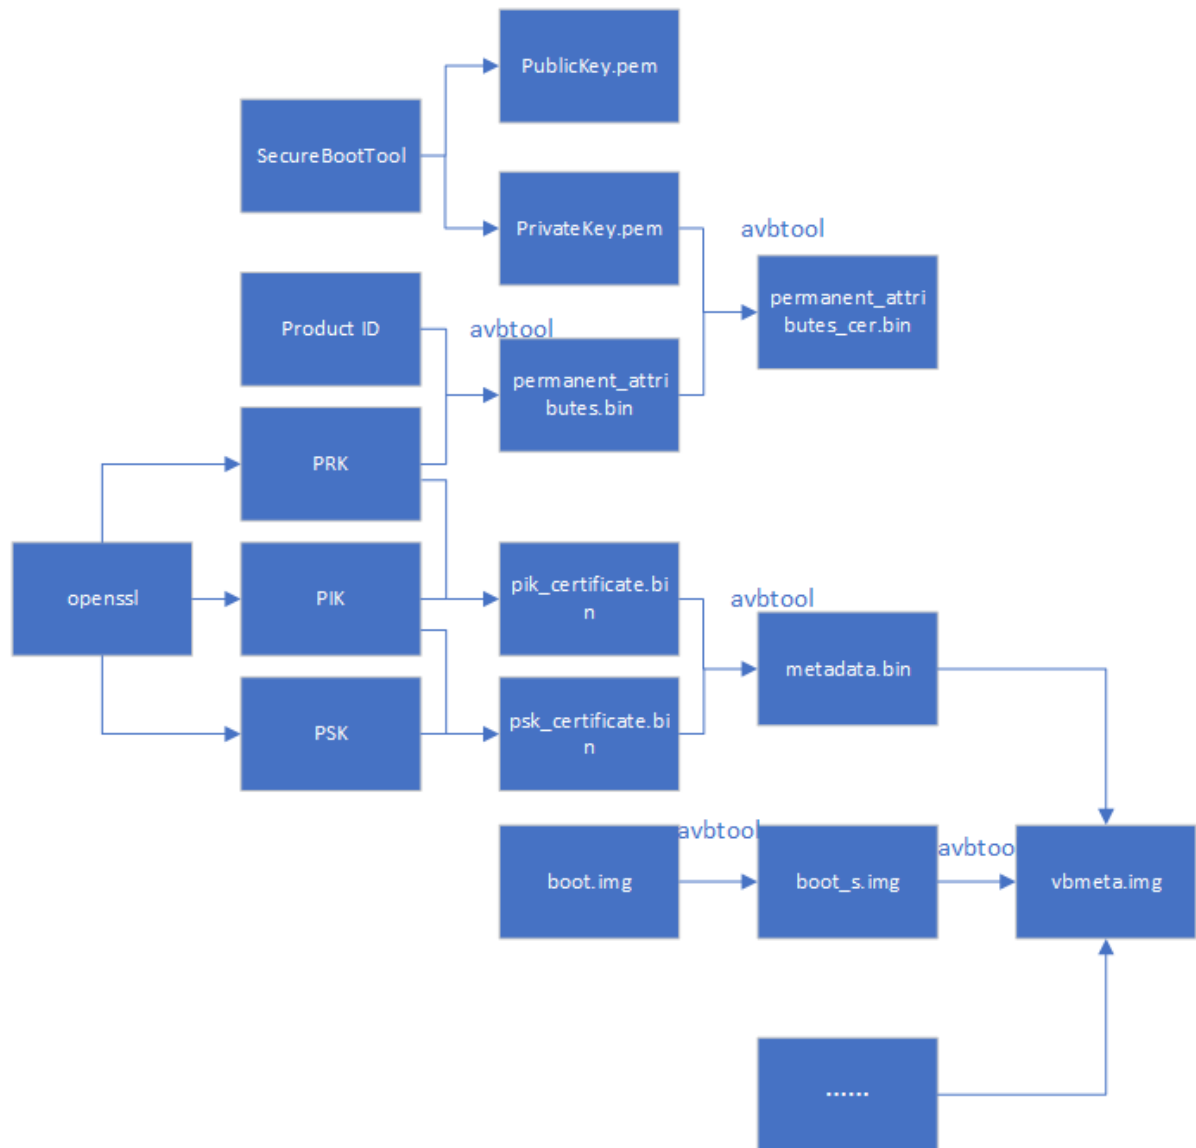 PublicKey.pem
SecureBootTool
PrivateKey.pem
avbtool
permanent_attri
butes_cer.bin
Product ID
avbtool
permanent_attri
butes.bin
PRK
openssl
PIK
pik_certificate.bi
n
avbtool
metadata.bin
PSK
psk_certificate.bi
n
boot.img
avbtool
boot_s.img
avbtool
vbmeta.img
......